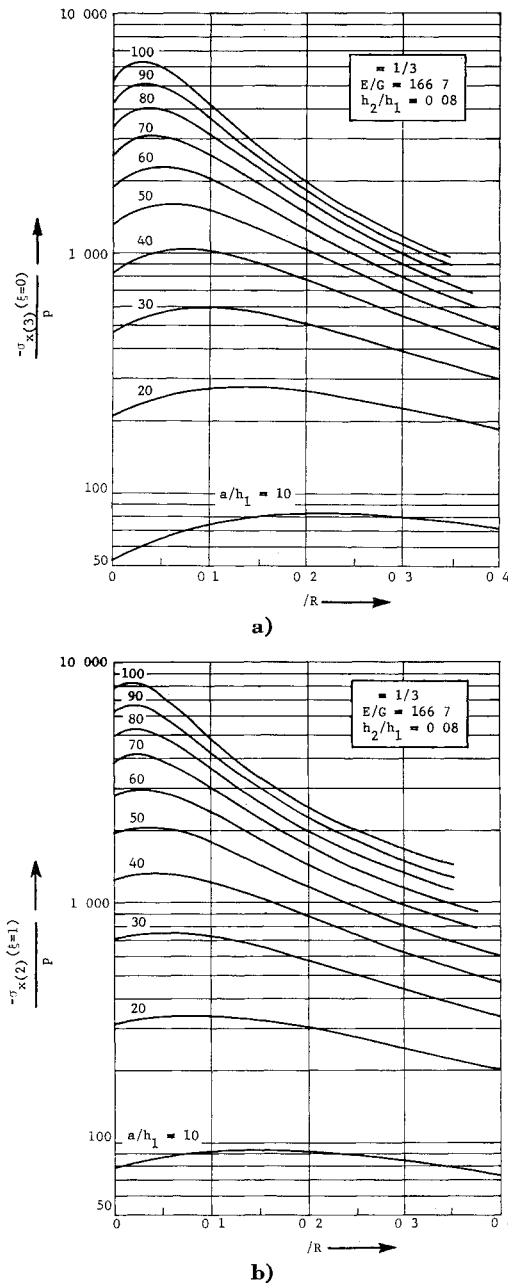 10 000
100
90
80
70
60
50
40
30
20
a/h1 = 10
1 000
100
50
= 1/3
E/G = 166 7
h2/h1 = 0 08
-σx(3)(ξ=0)
p
0 0 1 0 2 0 3 0 4
/R
a)
10 000
100
90
80
70
60
50
40
30
20
a/h1 = 10
1 000
100
50
= 1/3
E/G = 166 7
h2/h1 = 0 08
-σx(2)(ξ=1)
p
0 0 1 0 2 0 3 0
/R
b)